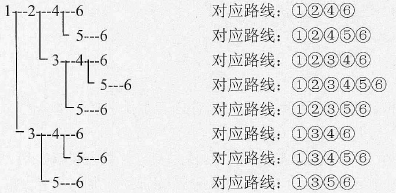 1---2---4---6 对应路线：①②④⑥
5---6 对应路线：①②④⑤⑥
3---4---6 对应路线：①②③④⑥
5---6 对应路线：①②③④⑤⑥
5---6 对应路线：①②③⑤⑥
3---4---6 对应路线：①③④⑥
5---6 对应路线：①③④⑤⑥
5---6 对应路线：①③⑤⑥